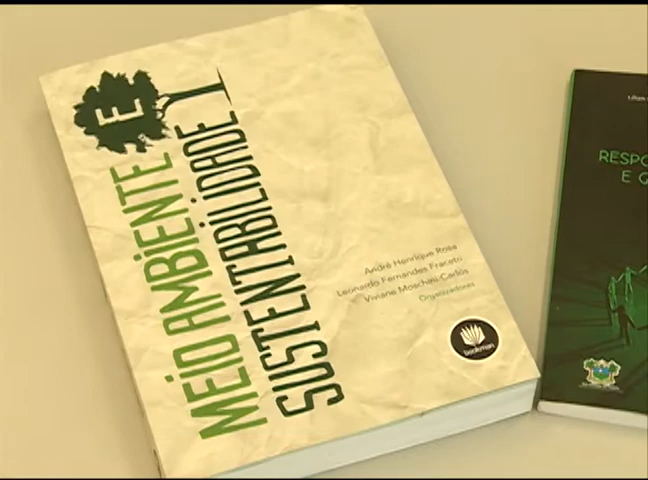 MEIO AMBIENTE
E
SUSTENTABILIDADE
André Henrique Rosa
Leonardo Fernandes Fraceto
Viviane Moschini-Carlos
Organizadores
bookman
RESPO
E G